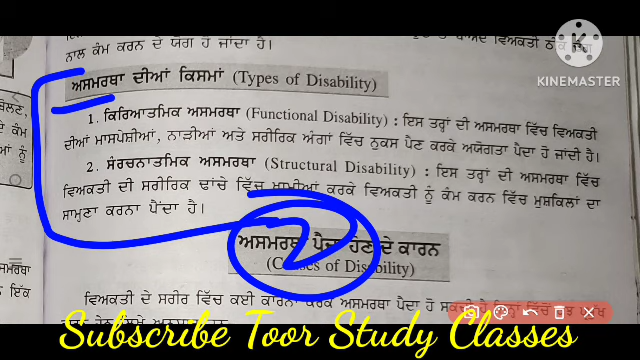 ਨਾਲ ਕੰਮ ਕਰਨ ਦੇ ਯੋਗ ਹੋ ਜਾਂਦਾ ਹੈ।
KINEMASTER
ਅਸਮਰਥਾ ਦੀਆਂ ਕਿਸਮਾਂ (Types of Disability)
1. ਕਿਰਿਆਤਮਿਕ ਅਸਮਰਥਾ (Functional Disability) : ਇਸ ਤਰ੍ਹਾਂ ਦੀ ਅਸਮਰਥਾ ਵਿੱਚ ਵਿਅਕਤੀ
ਦੀਆਂ ਮਾਸਪੇਸ਼ੀਆਂ, ਨਾੜੀਆਂ ਅਤੇ ਸਰੀਰਿਕ ਅੰਗਾਂ ਵਿੱਚ ਨੁਕਸ ਪੈਣ ਕਰਕੇ ਅਯੋਗਤਾ ਪੈਦਾ ਹੋ ਜਾਂਦੀ ਹੈ।
2. ਸੰਰਚਨਾਤਮਿਕ ਅਸਮਰਥਾ (Structural Disability) : ਇਸ ਤਰ੍ਹਾਂ ਦੀ ਅਸਮਰਥਾ ਵਿੱਚ
ਵਿਅਕਤੀ ਦੀ ਸਰੀਰਿਕ ਢਾਂਚੇ ਵਿੱਚ ਖ਼ਾਮੀਆਂ ਕਰਕੇ ਵਿਅਕਤੀ ਨੂੰ ਕੰਮ ਕਰਨ ਵਿੱਚ ਮੁਸ਼ਕਿਲਾਂ ਦਾ
ਸਾਮ੍ਹਣਾ ਕਰਨਾ ਪੈਂਦਾ ਹੈ।
2
ਅਸਮਰਥਾ ਪੈਦਾ ਹੋਣ ਦੇ ਕਾਰਨ
(Causes of Disability)
ਵਿਅਕਤੀ ਦੇ ਸਰੀਰ ਵਿੱਚ ਕਈ ਕਾਰਨਾਂ ਕਰਕੇ ਅਸਮਰਥਾ ਪੈਦਾ ਹੋ
Subscribe Toor Study Classes